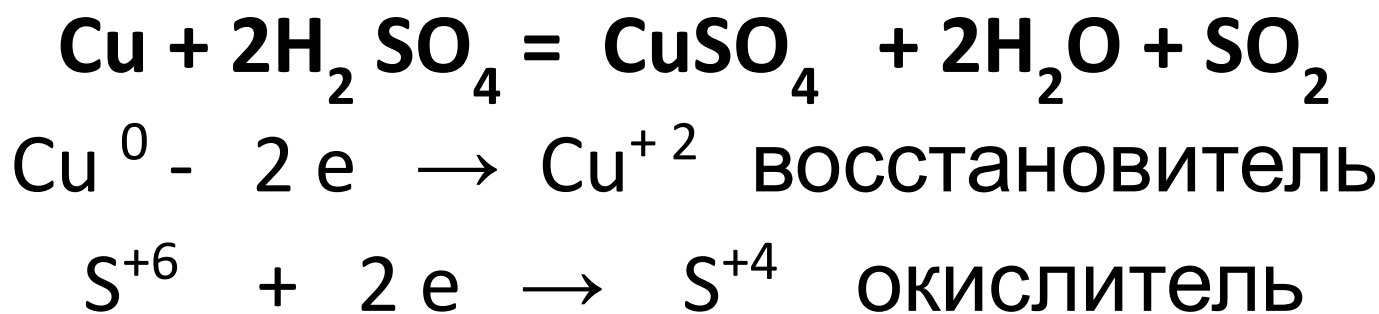 Cu + 2H₂ SO₄ = CuSO₄ + 2H₂O + SO₂
Cu ⁰ - 2 e → Cu⁺ ² восстановитель
S⁺⁶ + 2 e → S⁺⁴ окислитель